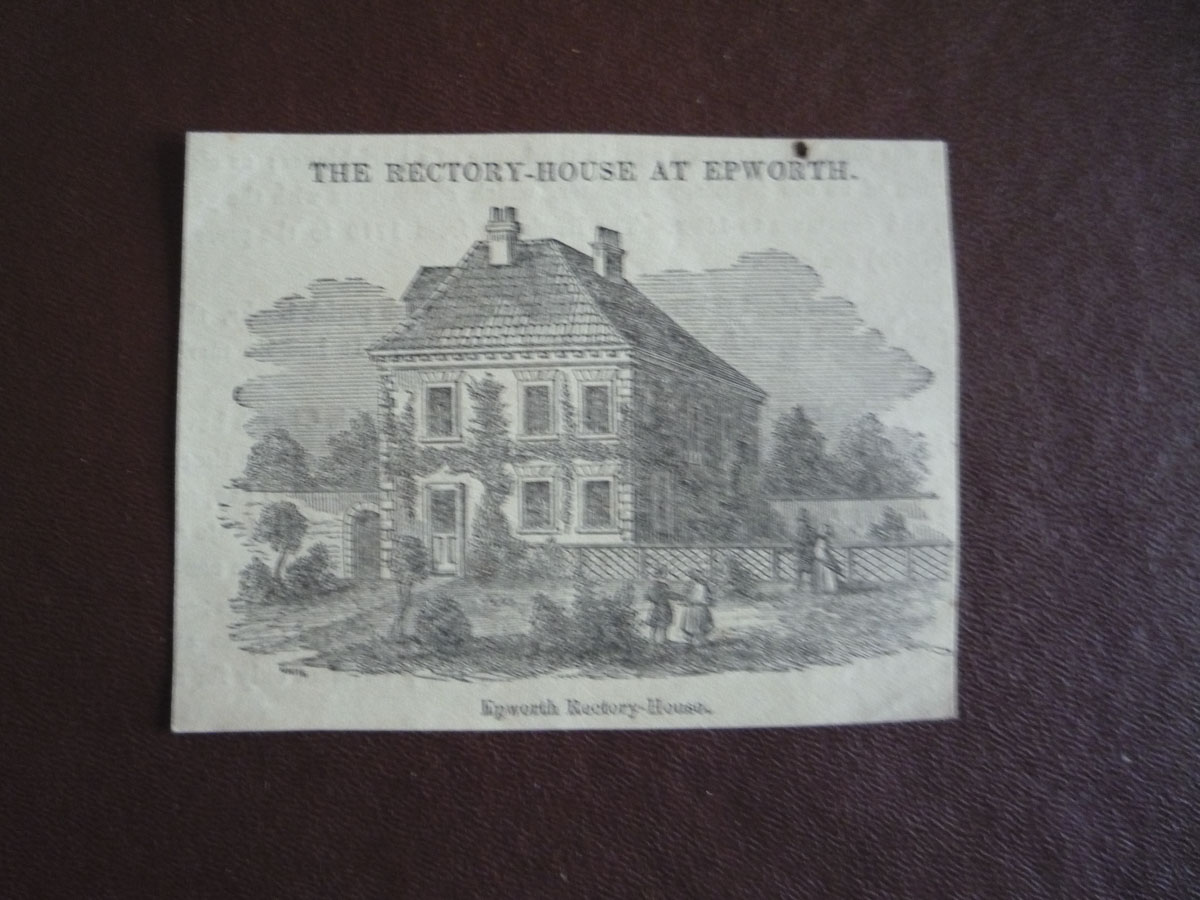 THE RECTORY-HOUSE AT EPWORTH.
Epworth Rectory-House.